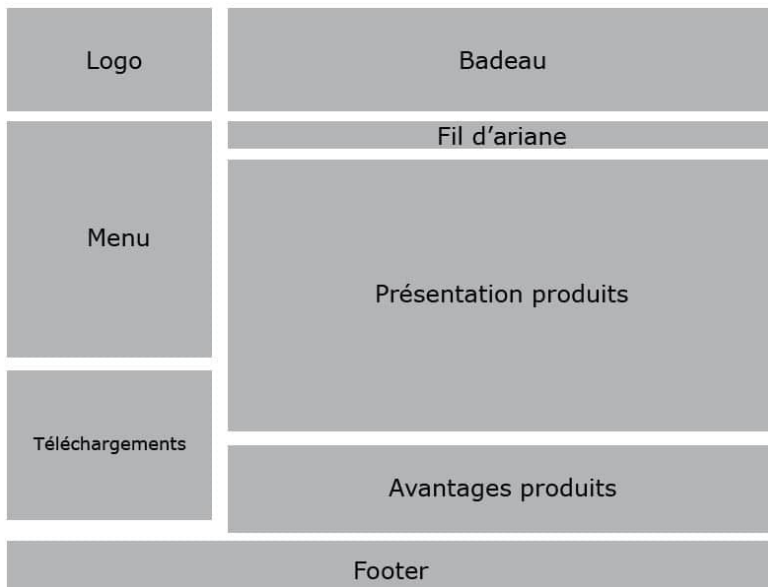 Logo
Badeau
Fil d’ariane
Menu
Présentation produits
Téléchargements
Avantages produits
Footer